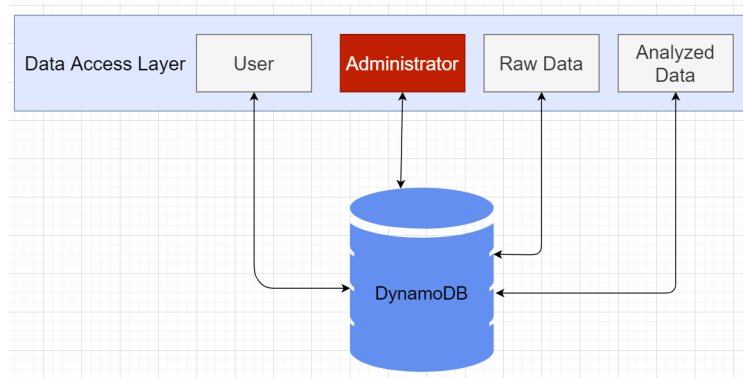 Data Access Layer
User
Administrator
Raw Data
Analyzed
Data
DynamoDB